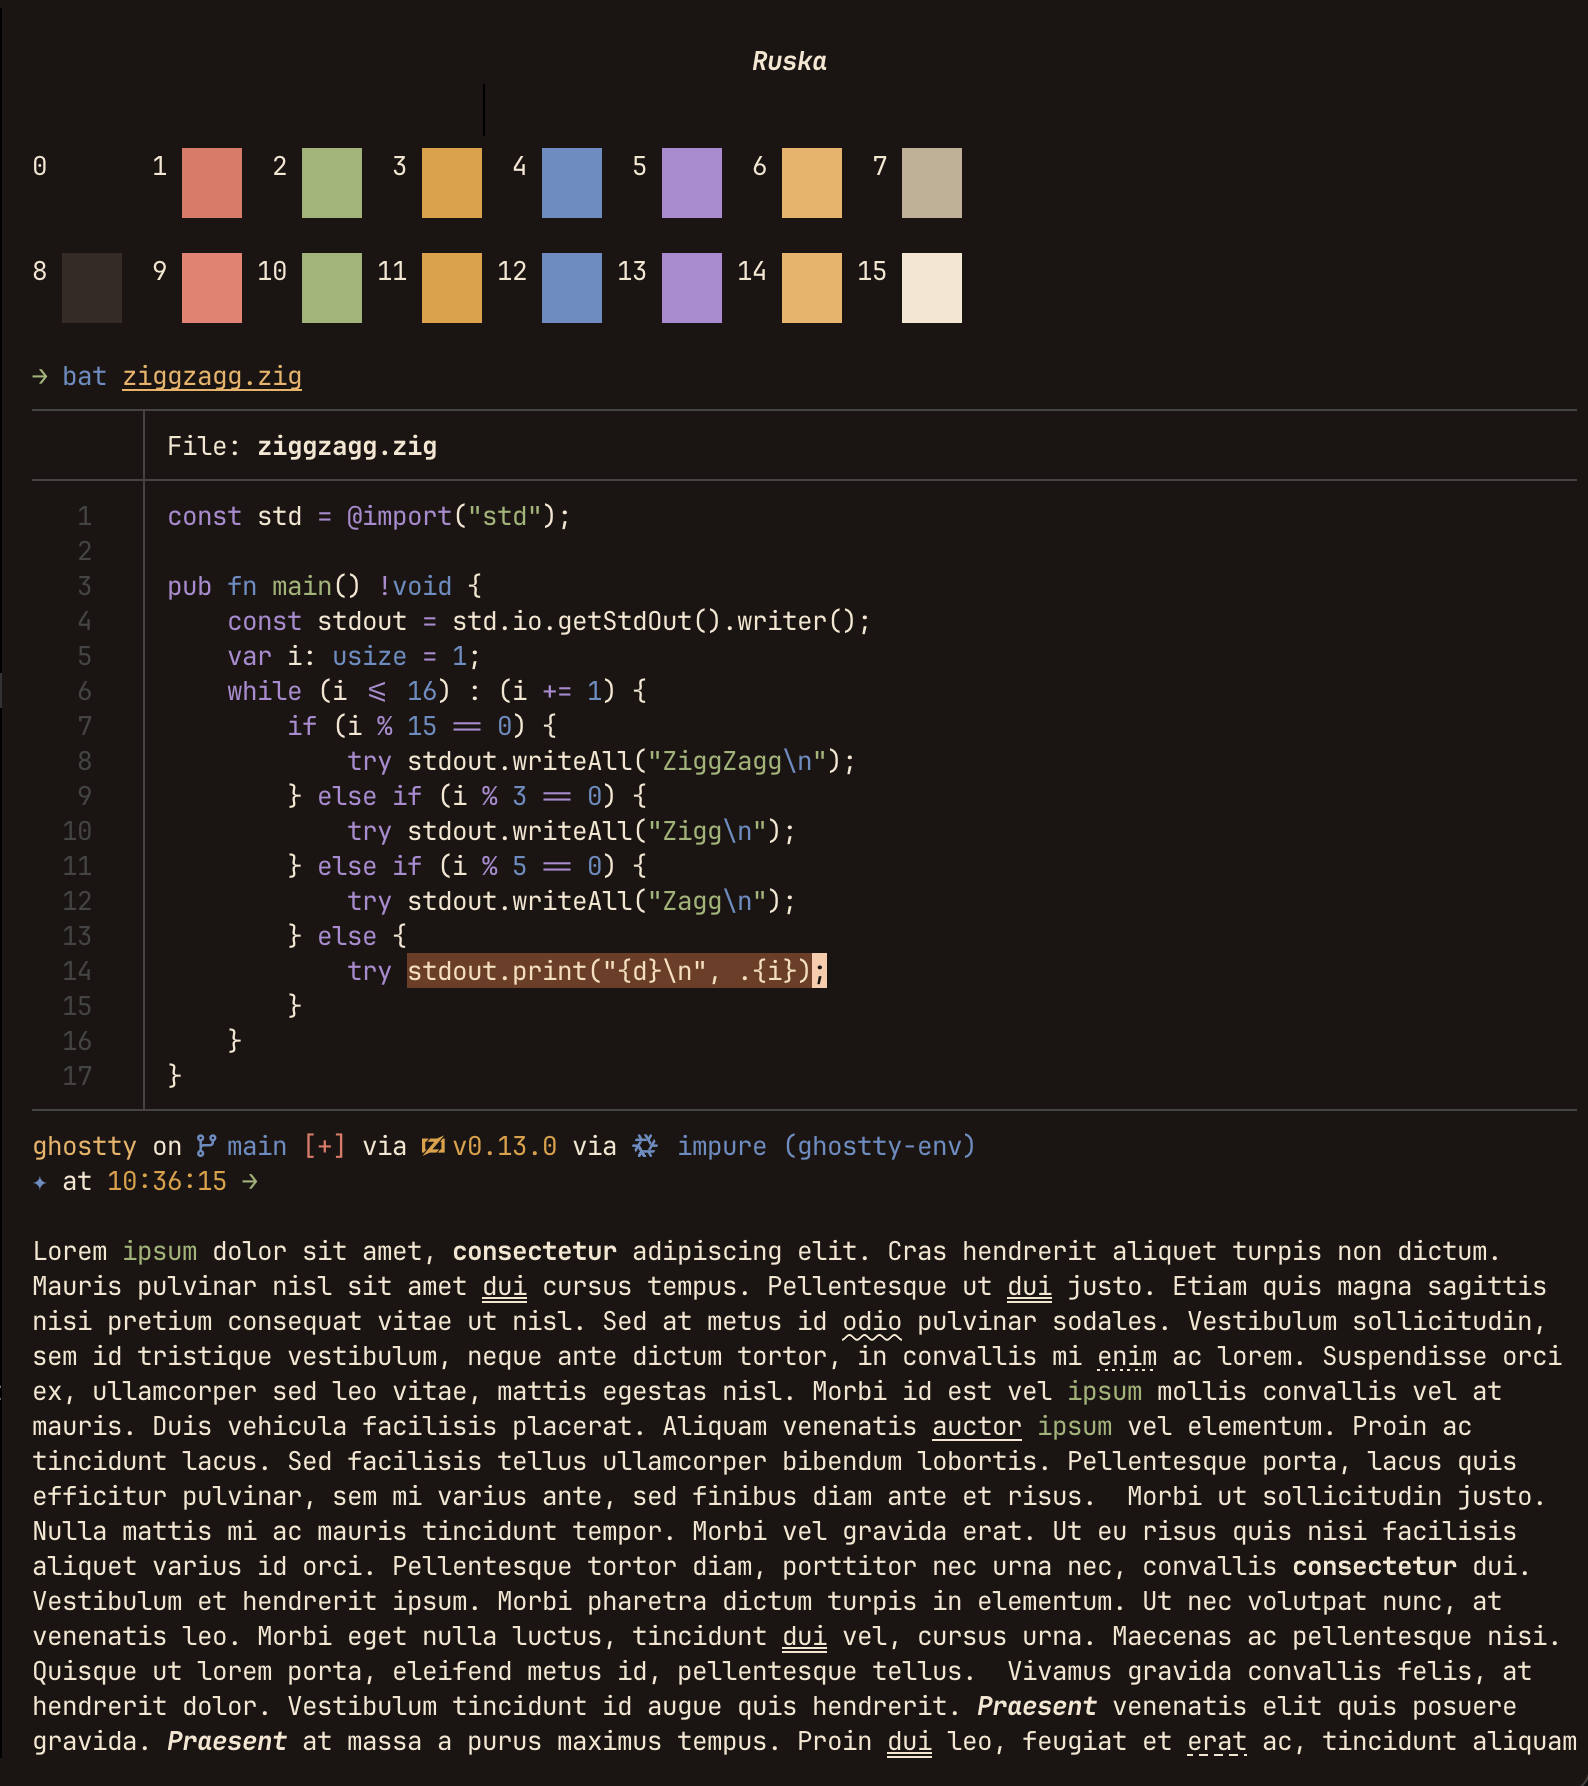 Ruska
0 1 2 3 4 5 6 7
8 9 10 11 12 13 14 15
→ bat ziggzagg.zig
File: ziggzagg.zig
1 const std = @import("std");
2
3 pub fn main() !void {
4     const stdout = std.io.getStdOut().writer();
5     var i: usize = 1;
6     while (i <= 16) : (i += 1) {
7         if (i % 15 == 0) {
8             try stdout.writeAll("ZiggZagg\n");
9         } else if (i % 3 == 0) {
10             try stdout.writeAll("Zigg\n");
11         } else if (i % 5 == 0) {
12             try stdout.writeAll("Zagg\n");
13         } else {
14             try stdout.print("{d}\n", .{i});
15         }
16     }
17 }
ghostty on main [+] via v0.13.0 via impure (ghostty-env)
✦ at 10:36:15 →
Lorem ipsum dolor sit amet, consectetur adipiscing elit. Cras hendrerit aliquet turpis non dictum.
Mauris pulvinar nisl sit amet dui cursus tempus. Pellentesque ut dui justo. Etiam quis magna sagittis
nisi pretium consequat vitae ut nisl. Sed at metus id odio pulvinar sodales. Vestibulum sollicitudin,
sem id tristique vestibulum, neque ante dictum tortor, in convallis mi enim ac lorem. Suspendisse orci
ex, ullamcorper sed leo vitae, mattis egestas nisl. Morbi id est vel ipsum mollis convallis vel at
mauris. Duis vehicula facilisis placerat. Aliquam venenatis auctor ipsum vel elementum. Proin ac
tincidunt lacus. Sed facilisis tellus ullamcorper bibendum lobortis. Pellentesque porta, lacus quis
efficitur pulvinar, sem mi varius ante, sed finibus diam ante et risus.  Morbi ut sollicitudin justo.
Nulla mattis mi ac mauris tincidunt tempor. Morbi vel gravida erat. Ut eu risus quis nisi facilisis
aliquet varius id orci. Pellentesque tortor diam, porttitor nec urna nec, convallis consectetur dui.
Vestibulum et hendrerit ipsum. Morbi pharetra dictum turpis in elementum. Ut nec volutpat nunc, at
venenatis leo. Morbi eget nulla luctus, tincidunt dui vel, cursus urna. Maecenas ac pellentesque nisi.
Quisque ut lorem porta, eleifend metus id, pellentesque tellus.  Vivamus gravida convallis felis, at
hendrerit dolor. Vestibulum tincidunt id augue quis hendrerit. Praesent venenatis elit quis posuere
gravida. Praesent at massa a purus maximus tempus. Proin dui leo, feugiat et erat ac, tincidunt aliquam